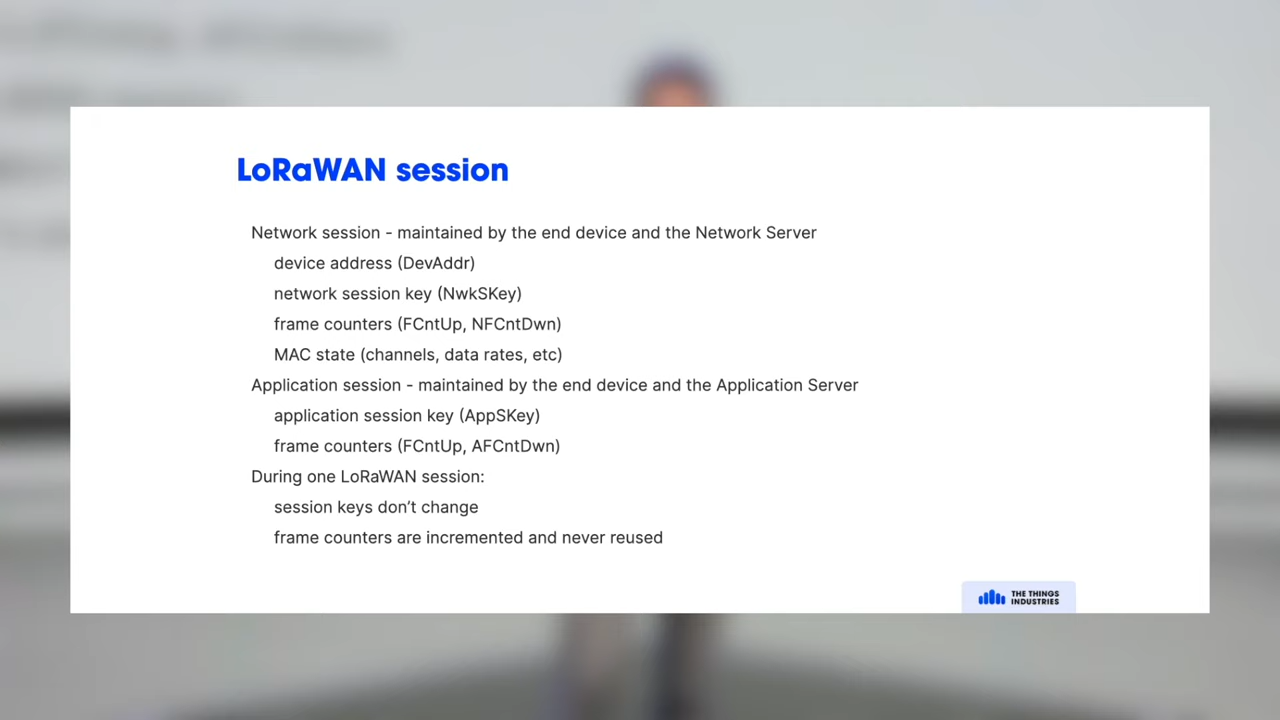 LoRaWAN session
Network session - maintained by the end device and the Network Server
device address (DevAddr)
network session key (NwkSKey)
frame counters (FCntUp, NFCntDwn)
MAC state (channels, data rates, etc)
Application session - maintained by the end device and the Application Server
application session key (AppSKey)
frame counters (FCntUp, AFCntDwn)
During one LoRaWAN session:
session keys don’t change
frame counters are incremented and never reused
THE THINGS
INDUSTRIES